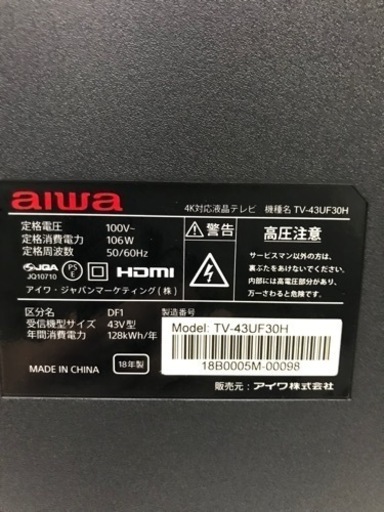 aiwa
4K対応液晶テレビ 機種名 TV-43UF30H
定格電圧 100V~
定格消費電力 106W
定格周波数 50/60Hz
JQA
JQ10710
PS
E
HDMI
アイワ・ジャパンマーケティング(株)
警告
高圧注意
サービスマン以外の方は、
裏ぶたをあけないでください。
内部には高電圧部分があり、
万一さわると危険です。
区分名 DF1
受信機型サイズ 43V型
年間消費電力 128kWh/年
製造番号
Model: TV-43UF30H
18B0005M-00098
MADE IN CHINA
18年製
販売元:アイワ株式会社